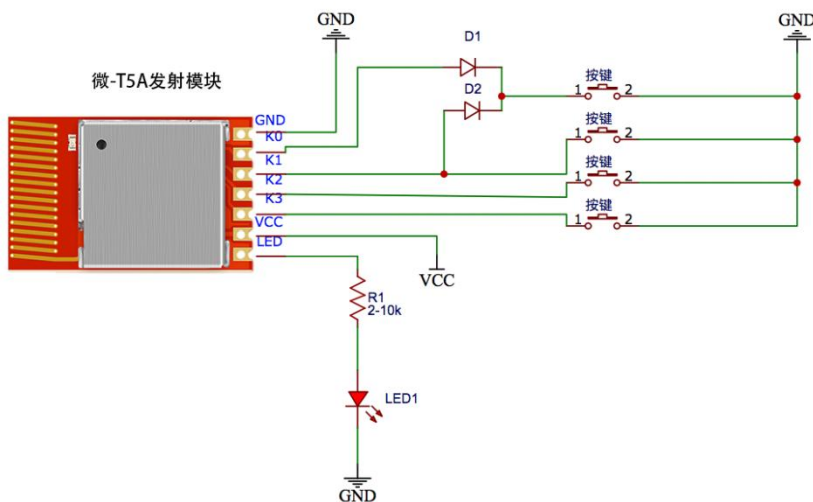 GND
GND
D1
微-T5A发射模块
D2
按键
1 2
GND
K0
按键
1 2
K1
K2
按键
1 2
K3
按键
1 2
VCC
LED
VCC
R1
2-10k
LED1
GND